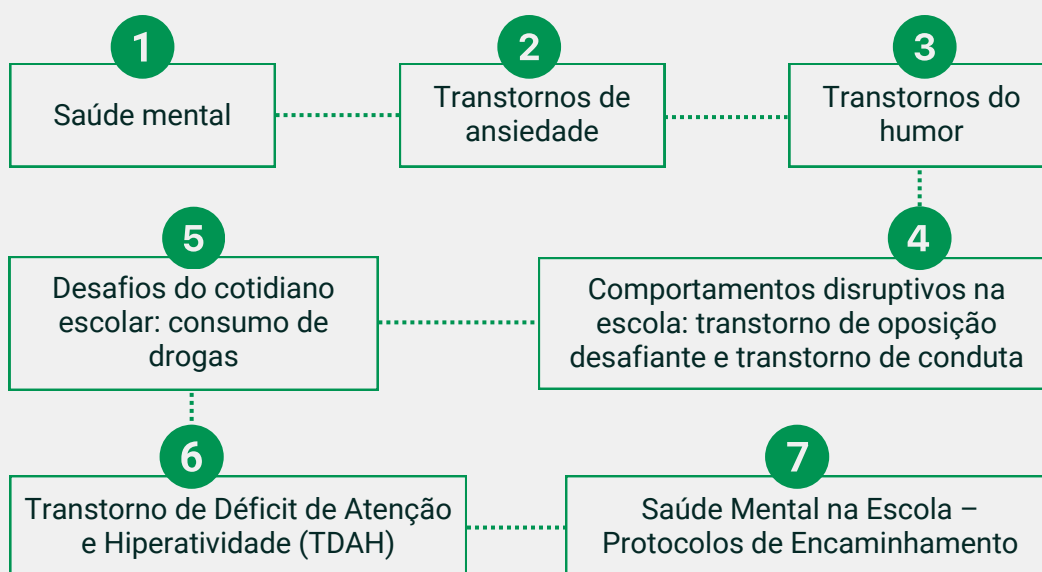 1
Saúde mental
2
Transtornos de
ansiedade
3
Transtornos do
humor
4
Comportamentos disruptivos na
escola: transtorno de oposição
desafiante e transtorno de conduta
5
Desafios do cotidiano
escolar: consumo de
drogas
6
Transtorno de Déficit de Atenção
e Hiperatividade (TDAH)
7
Saúde Mental na Escola –
Protocolos de Encaminhamento